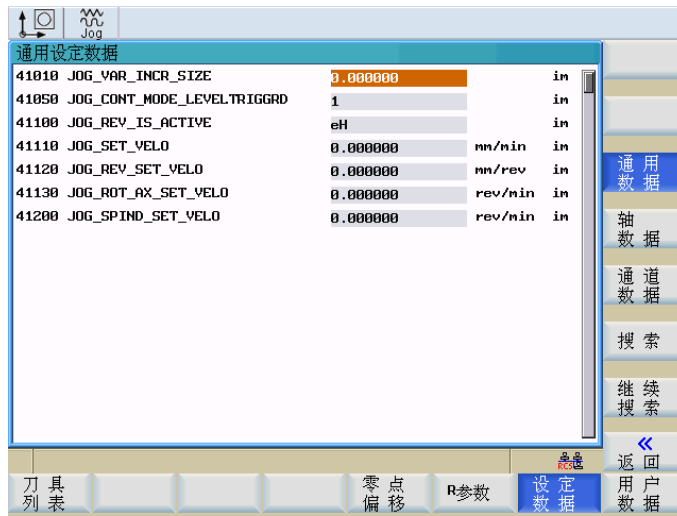 Jog
通用设定数据
41010 JOG_VAR_INCR_SIZE 0.000000 im
41050 JOG_CONT_MODE_LEVELTRIGGRD 1 im
41100 JOG_REV_IS_ACTIVE eH im
41110 JOG_SET_VELO 0.000000 mm/min im
41120 JOG_REV_SET_VELO 0.000000 mm/rev im
41130 JOG_ROT_AX_SET_VELO 0.000000 rev/min im
41200 JOG_SPIND_SET_VELO 0.000000 rev/min im
通用
数据
轴
数据
通道
数据
搜索
继续
搜索
«
返回
RCS
刀具
列表
零点
偏移
R参数
设定
数据
用户
数据